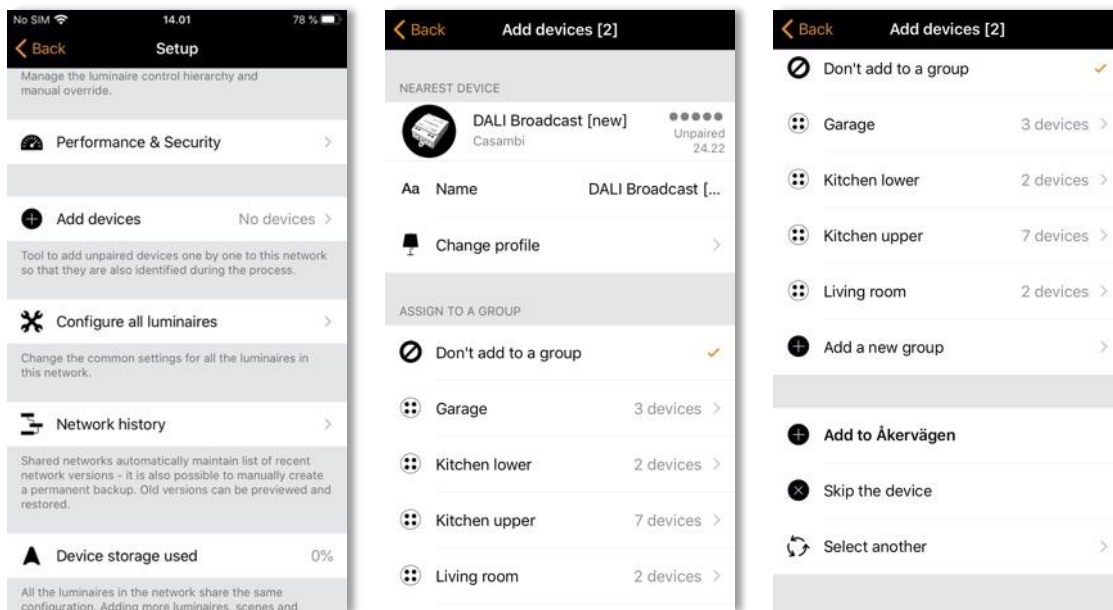 No SIM 14.01 78 %
Back Setup
Manage the luminaire control hierarchy and
manual override.
Performance & Security
Add devices No devices
Tool to add unpaired devices one by one to this network
so that they are also identified during the process.
Configure all luminaires
Change the common settings for all the luminaires in
this network.
Network history
Shared networks automatically maintain list of recent
network versions - it is also possible to manually create
a permanent backup. Old versions can be previewed and
restored.
Device storage used 0%
All the luminaires in the network share the same
configuration. Adding more luminaires, scenes and
Back Add devices [2]
NEAREST DEVICE
DALI Broadcast [new]
Casambi
Unpaired
24.22
Aa Name DALI Broadcast [...
Change profile
ASSIGN TO A GROUP
Don't add to a group
Garage 3 devices
Kitchen lower 2 devices
Kitchen upper 7 devices
Living room 2 devices
Back Add devices [2]
Don't add to a group
Garage 3 devices
Kitchen lower 2 devices
Kitchen upper 7 devices
Living room 2 devices
Add a new group
Add to Åkervägen
Skip the device
Select another